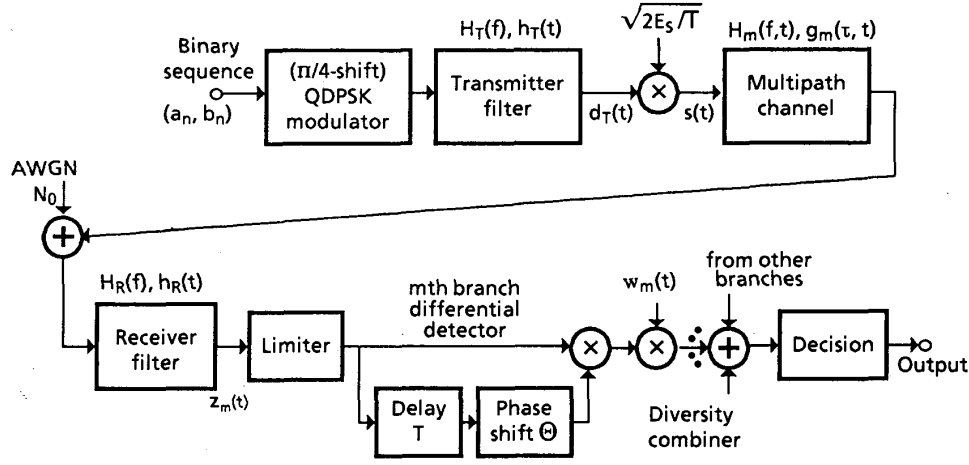 √2Eₛ/T
H_T(f), h_T(t)
H_m(f,t), g_m(τ, t)
Binary
sequence
(a_n, b_n)
(π/4-shift)
QDPSK
modulator
Transmitter
filter
d_T(t)
×
s(t)
Multipath
channel
AWGN
N₀
+
H_R(f), h_R(t)
Receiver
filter
z_m(t)
Limiter
mth branch
differential
detector
Delay
T
Phase
shift Θ
×
w_m(t)
×
from other
branches
+
Diversity
combiner
Decision
Output